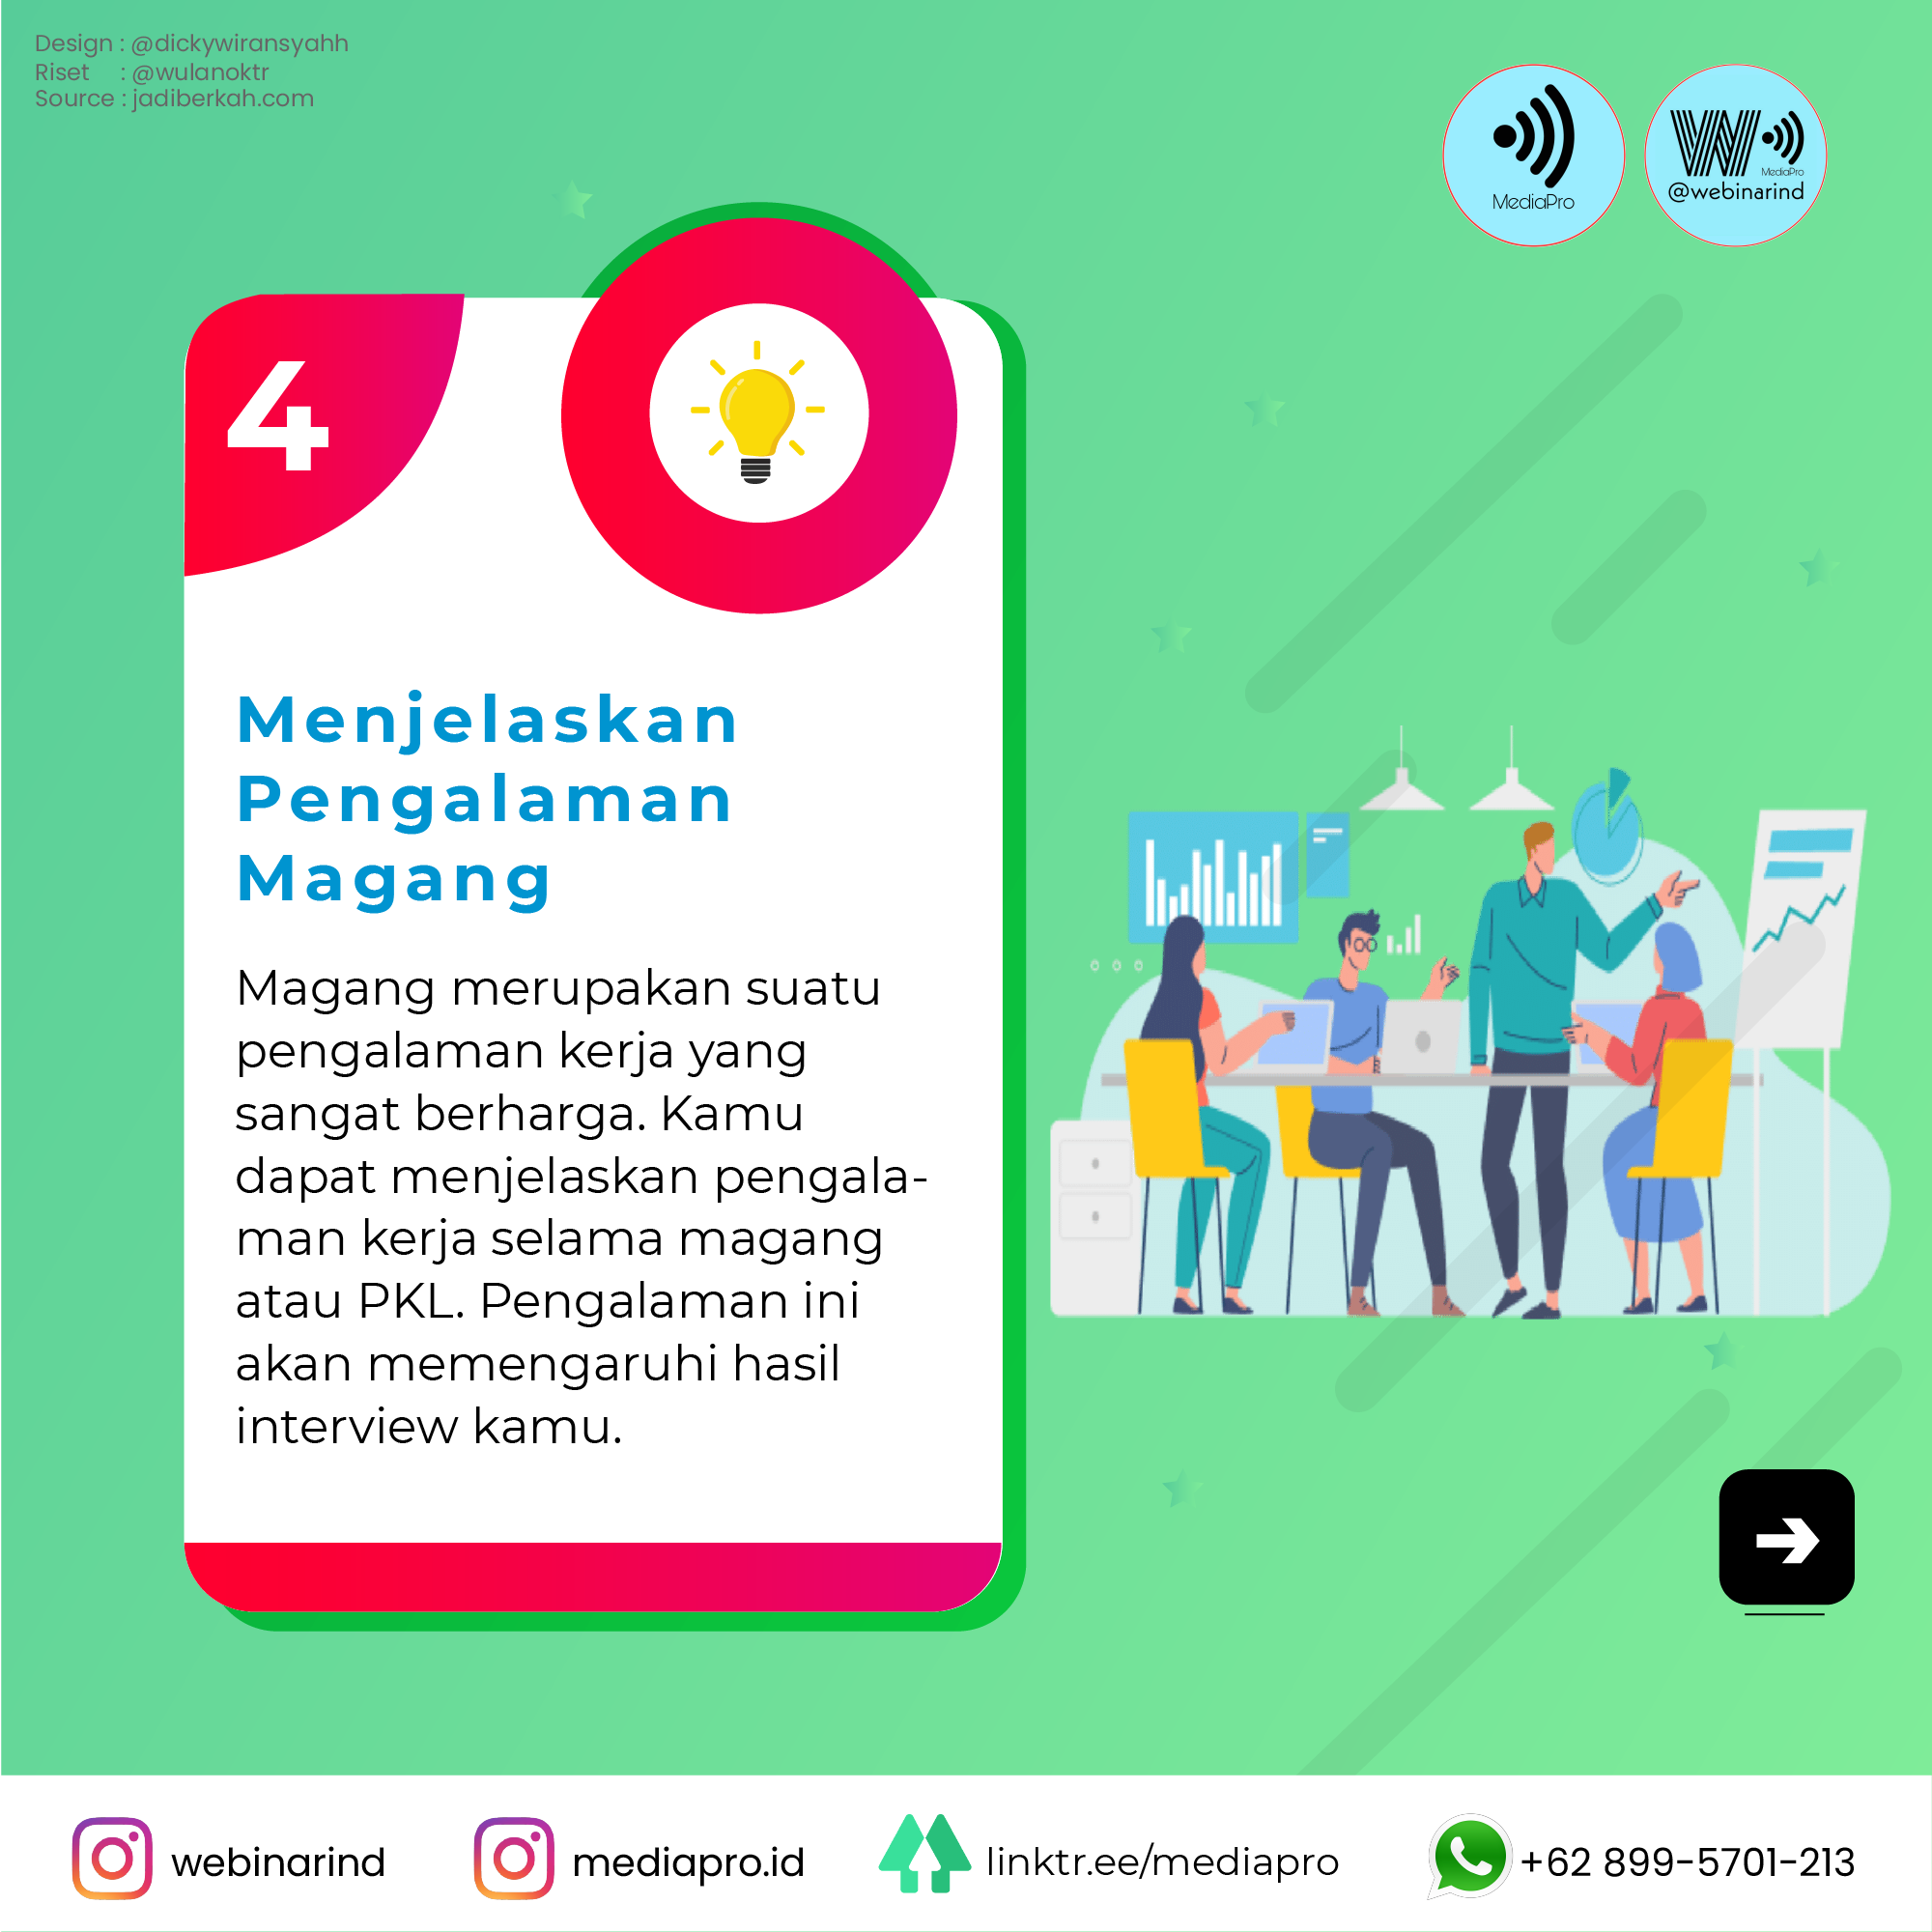 Design : @dickywiransyahh
Riset : @wulanoktr
Source : jadiberkah.com
MediaPro
W
MediaPro
@webinarind
4
Menjelaskan
Pengalaman
Magang
Magang merupakan suatu
pengalaman kerja yang
sangat berharga. Kamu
dapat menjelaskan pengala-
man kerja selama magang
atau PKL. Pengalaman ini
akan memengaruhi hasil
interview kamu.
webinarind
mediapro.id
linktr.ee/mediapro
+62 899-5701-213